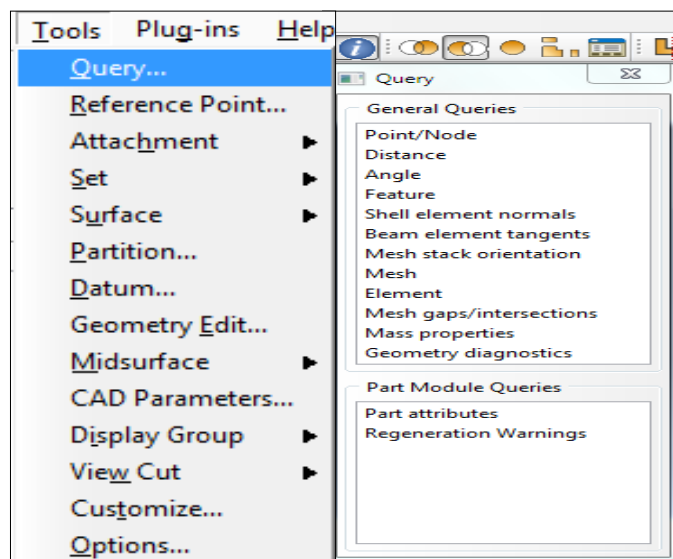 Tools Plug-ins Help
Query...
Reference Point...
Attachment
Set
Surface
Partition...
Datum...
Geometry Edit...
Midsurface
CAD Parameters...
Display Group
View Cut
Customize...
Options...
Query
General Queries
Point/Node
Distance
Angle
Feature
Shell element normals
Beam element tangents
Mesh stack orientation
Mesh
Element
Mesh gaps/intersections
Mass properties
Geometry diagnostics
Part Module Queries
Part attributes
Regeneration Warnings